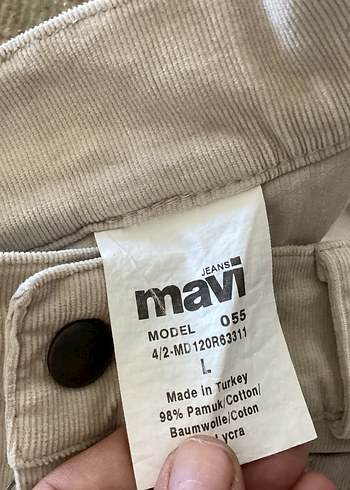 JEANS
mavi
MODEL 055
4/2-MD120R63311
L
Made in Turkey
98% Pamuk/Cotton/
Baumwolle/Coton
Lycra